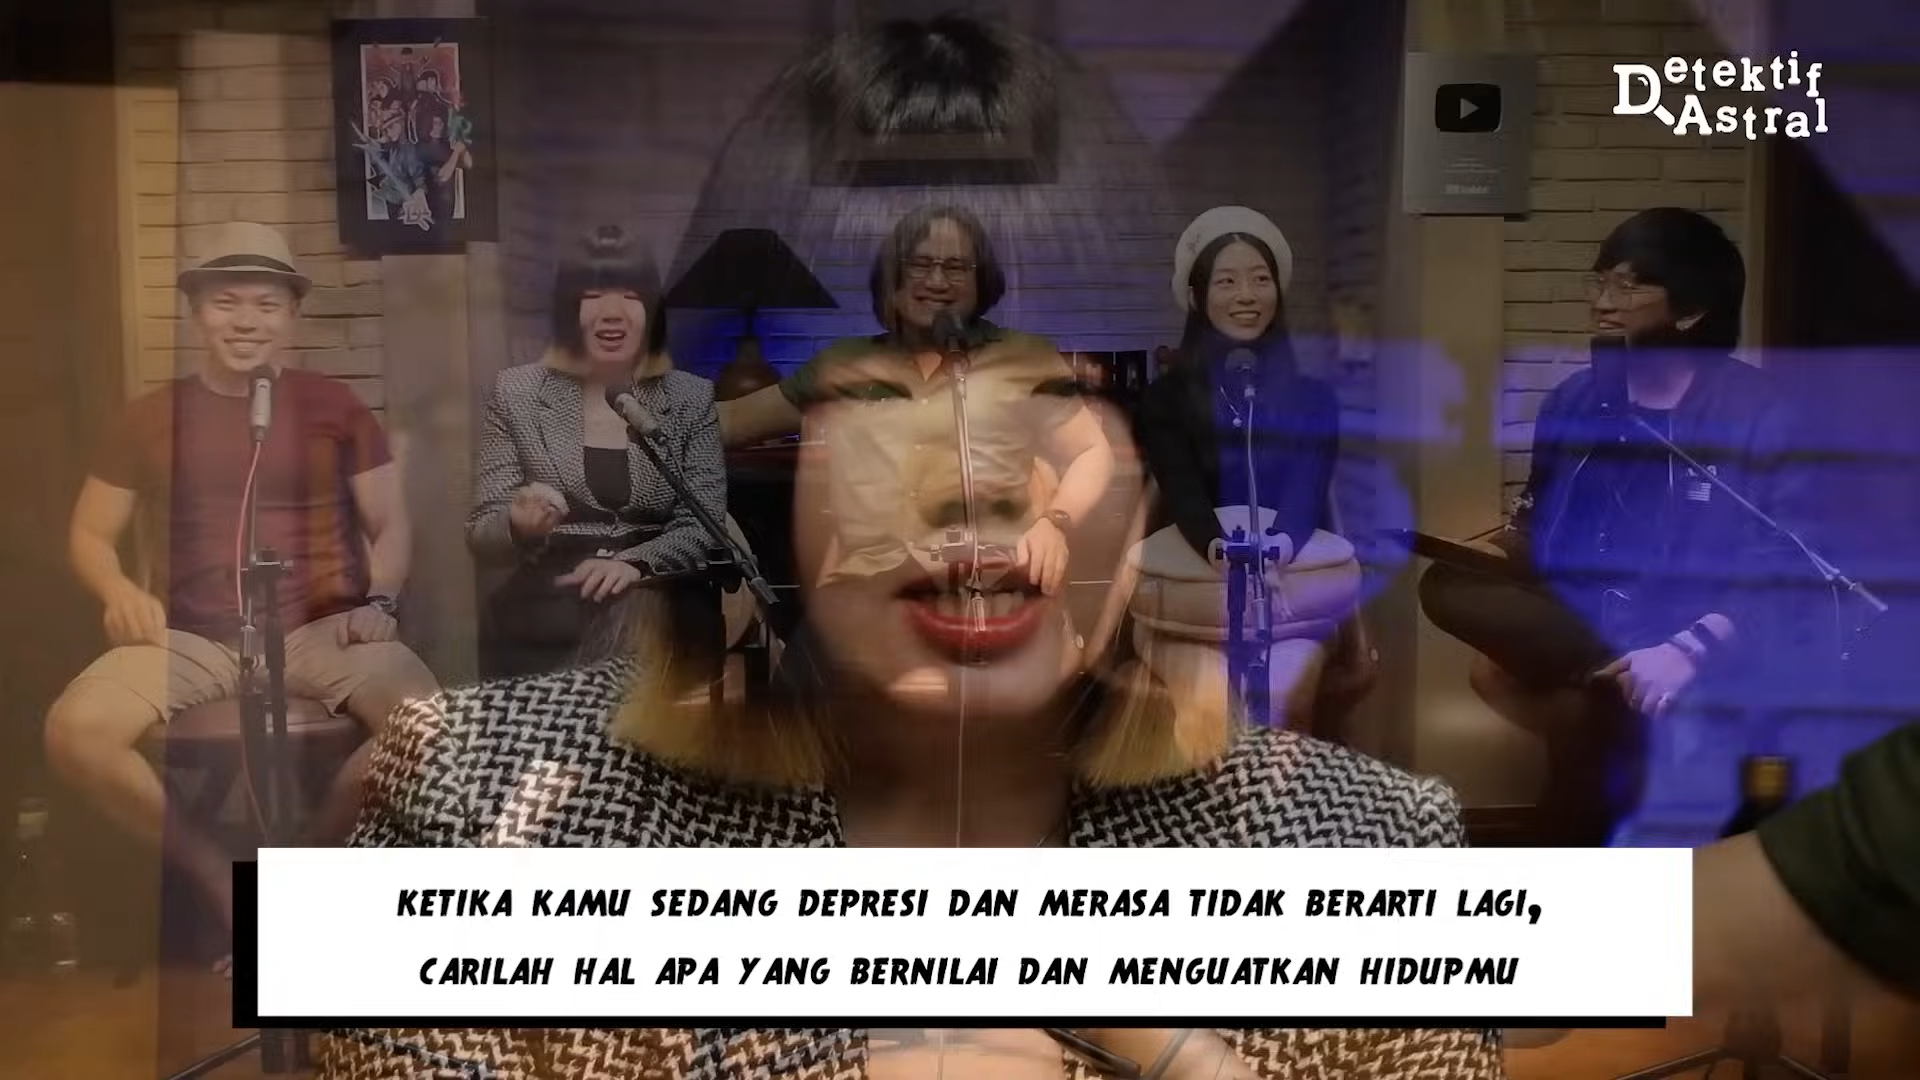 Detektif
Astral
KETIKA KAMU SEDANG DEPRESI DAN MERASA TIDAK BERARTI LAGI,
CARILAH HAL APA YANG BERNILAI DAN MENGUATKAN HIDUPMU